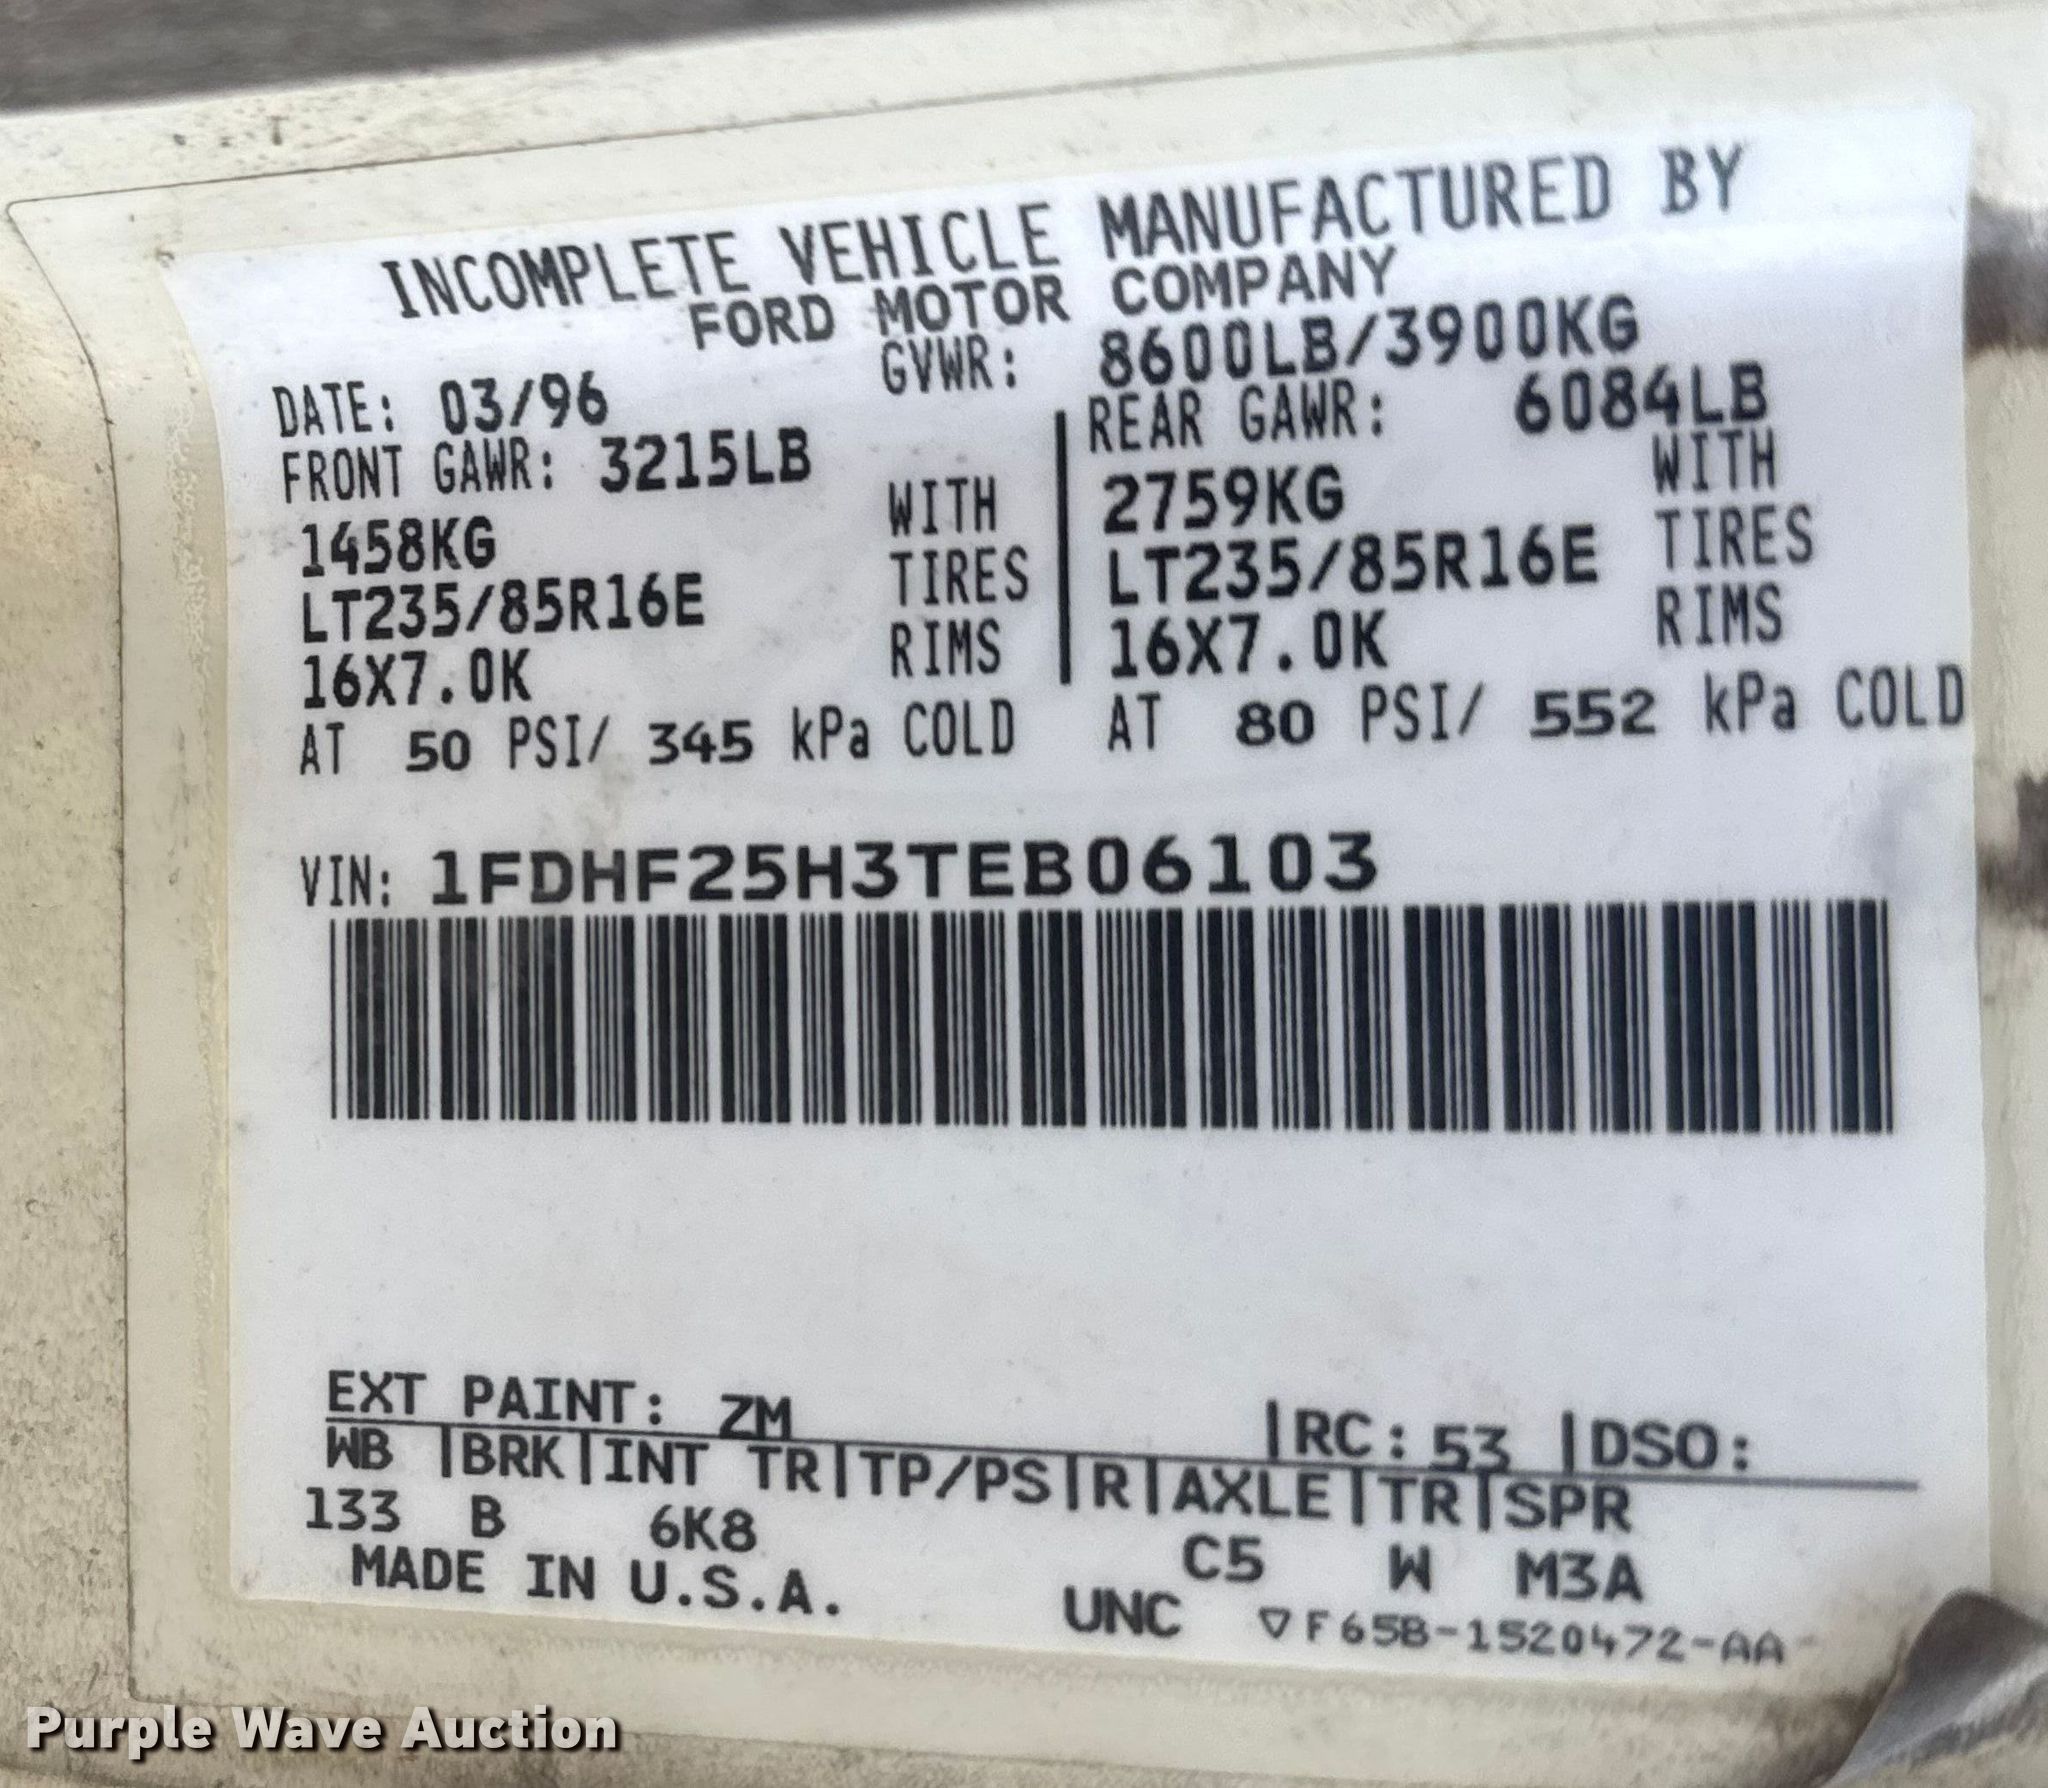 INCOMPLETE VEHICLE MANUFACTURED BY
FORD MOTOR COMPANY
DATE: 03/96 GVWR: 8600LB/3900KG
FRONT GAWR: 3215LB
1458KG WITH
LT235/85R16E TIRES
16X7.0K RIMS
AT 50 PSI/ 345 kPa COLD
REAR GAWR: 6084LB
2759KG WITH
LT235/85R16E TIRES
16X7.0K RIMS
AT 80 PSI/ 552 kPa COLD
VIN: 1FDHF25H3TEB06103
EXT PAINT: ZM |RC: 53 |DSO:
WB |BRK|INT TR|TP/PS|R|AXLE|TR|SPR
133 B 6K8 C5 W M3A
MADE IN U.S.A. UNC ▽F65B-1520472-AA
Purple Wave Auction